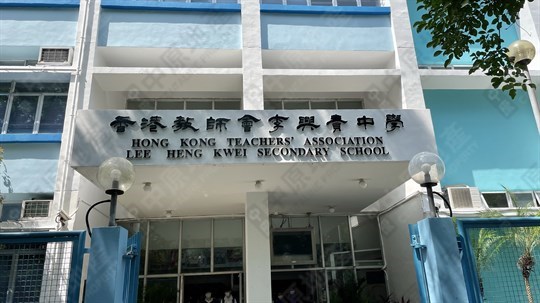 香港教師會李興貴中學
HONG KONG TEACHERS' ASSOCIATION
LEE HENG KWEI SECONDARY SCHOOL